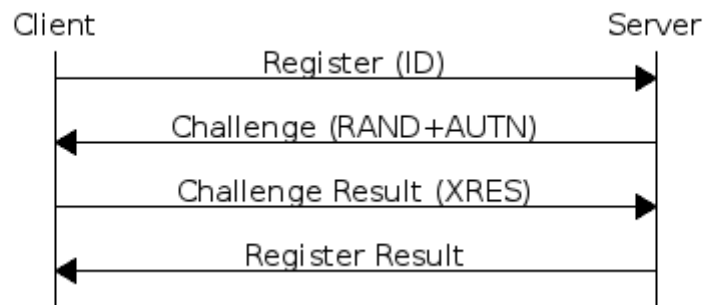 Client Server
Register (ID)
Challenge (RAND+AUTN)
Challenge Result (XRES)
Register Result